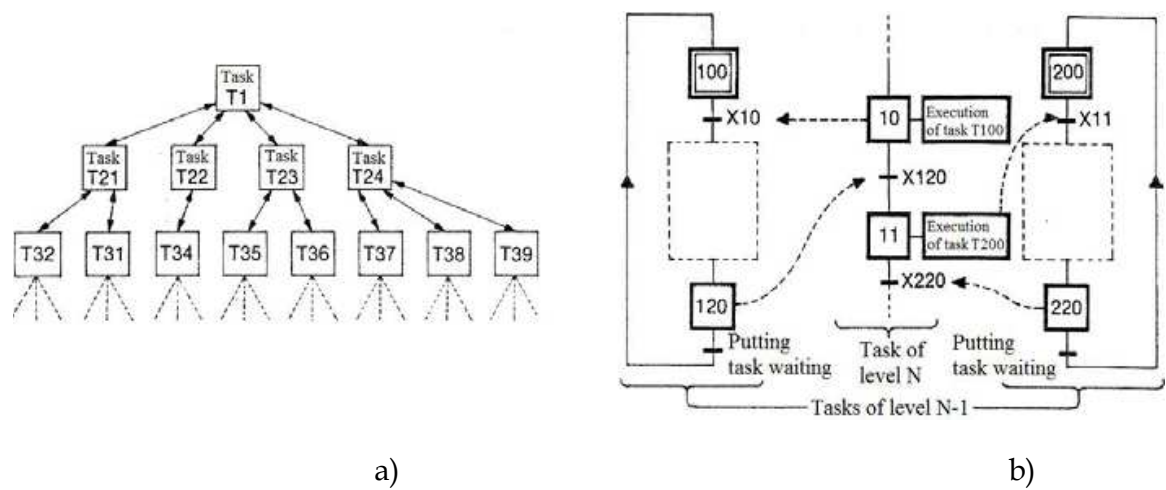 Task
T1
Task
T21
Task
T22
Task
T23
Task
T24
T32
T31
T34
T35
T36
T37
T38
T39
a)
100
X10
10
Execution
of task T100
200
X11
X120
11
Execution
of task T200
X220
120
220
Putting
task waiting
Task of
level N
Putting
task waiting
Tasks of level N-1
b)